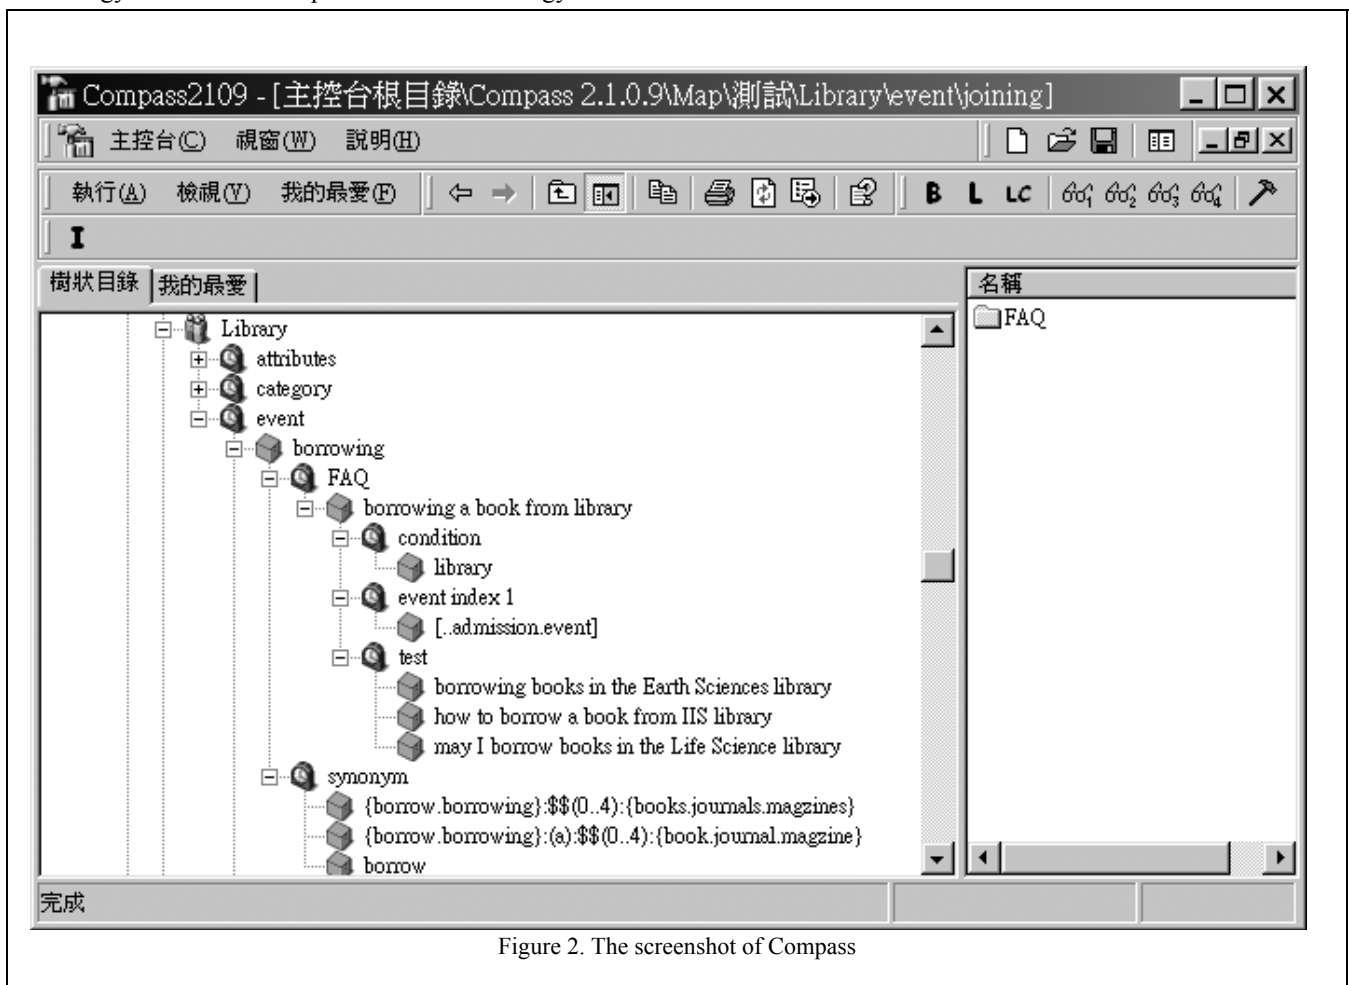 Compass2109 - [主控台根目錄\Compass 2.1.0.9\Map\測試\Library\event\joining]
主控台(C) 視窗(W) 説明(H)
執行(A) 檢視(V) 我的最愛(F) B L LC 66¹ 66² 66³ 66⁴
I
樹狀目錄 我的最愛
名稱
FAQ
Library
attributes
category
event
borrowing
FAQ
borrowing a book from library
condition
library
event index 1
[..admission.event]
test
borrowing books in the Earth Sciences library
how to borrow a book from IIS library
may I borrow books in the Life Science library
synonym
{borrow.borrowing}:$$(0..4):{books.journals.magzines}
{borrow.borrowing}:(a):$$(0..4):{book.journal.magzine}
borrow
完成
Figure 2. The screenshot of Compass